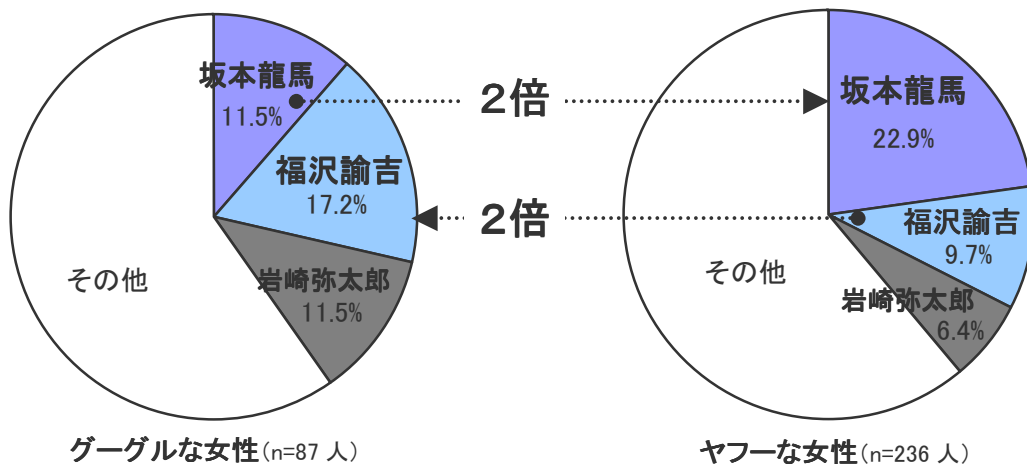 坂本龍馬
11.5%
福沢諭吉
17.2%
岩崎弥太郎
11.5%
その他
グーグルな女性(n=87 人)
2倍
2倍
坂本龍馬
22.9%
福沢諭吉
9.7%
岩崎弥太郎
6.4%
その他
ヤフーな女性(n=236 人)